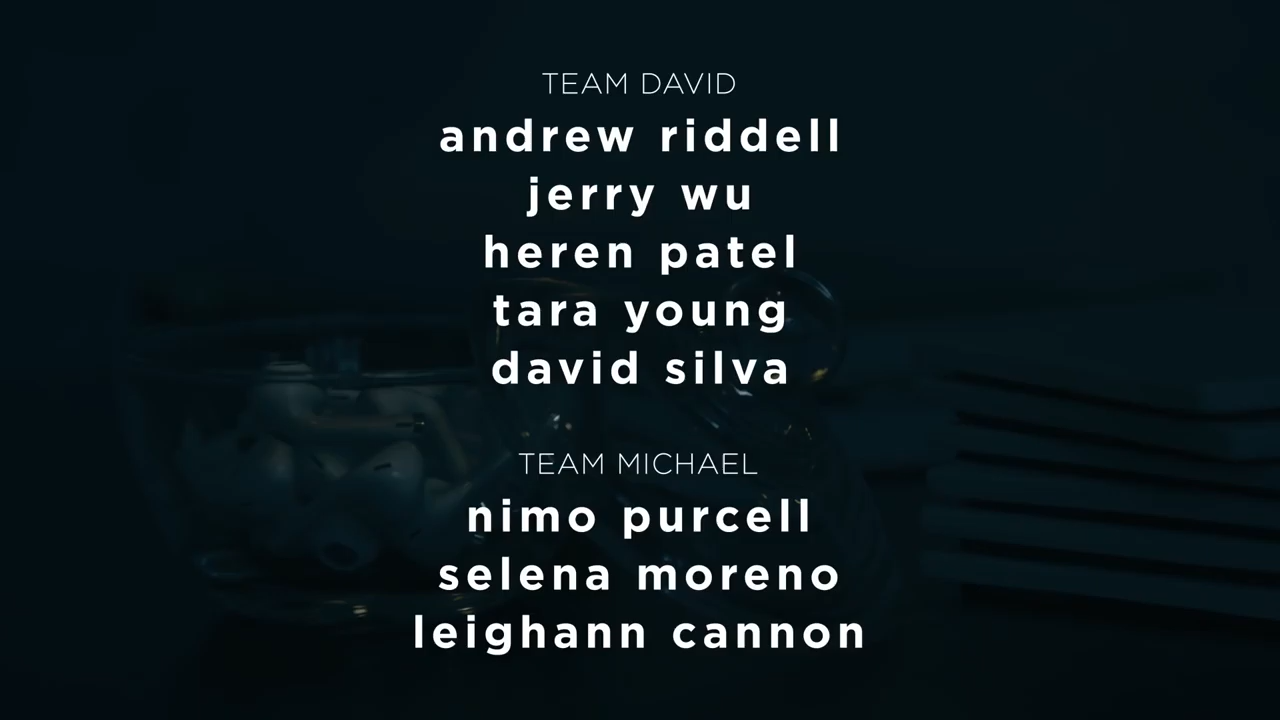 TEAM DAVID
andrew riddell
jerry wu
heren patel
tara young
david silva
TEAM MICHAEL
nimo purcell
selena moreno
leighann cannon